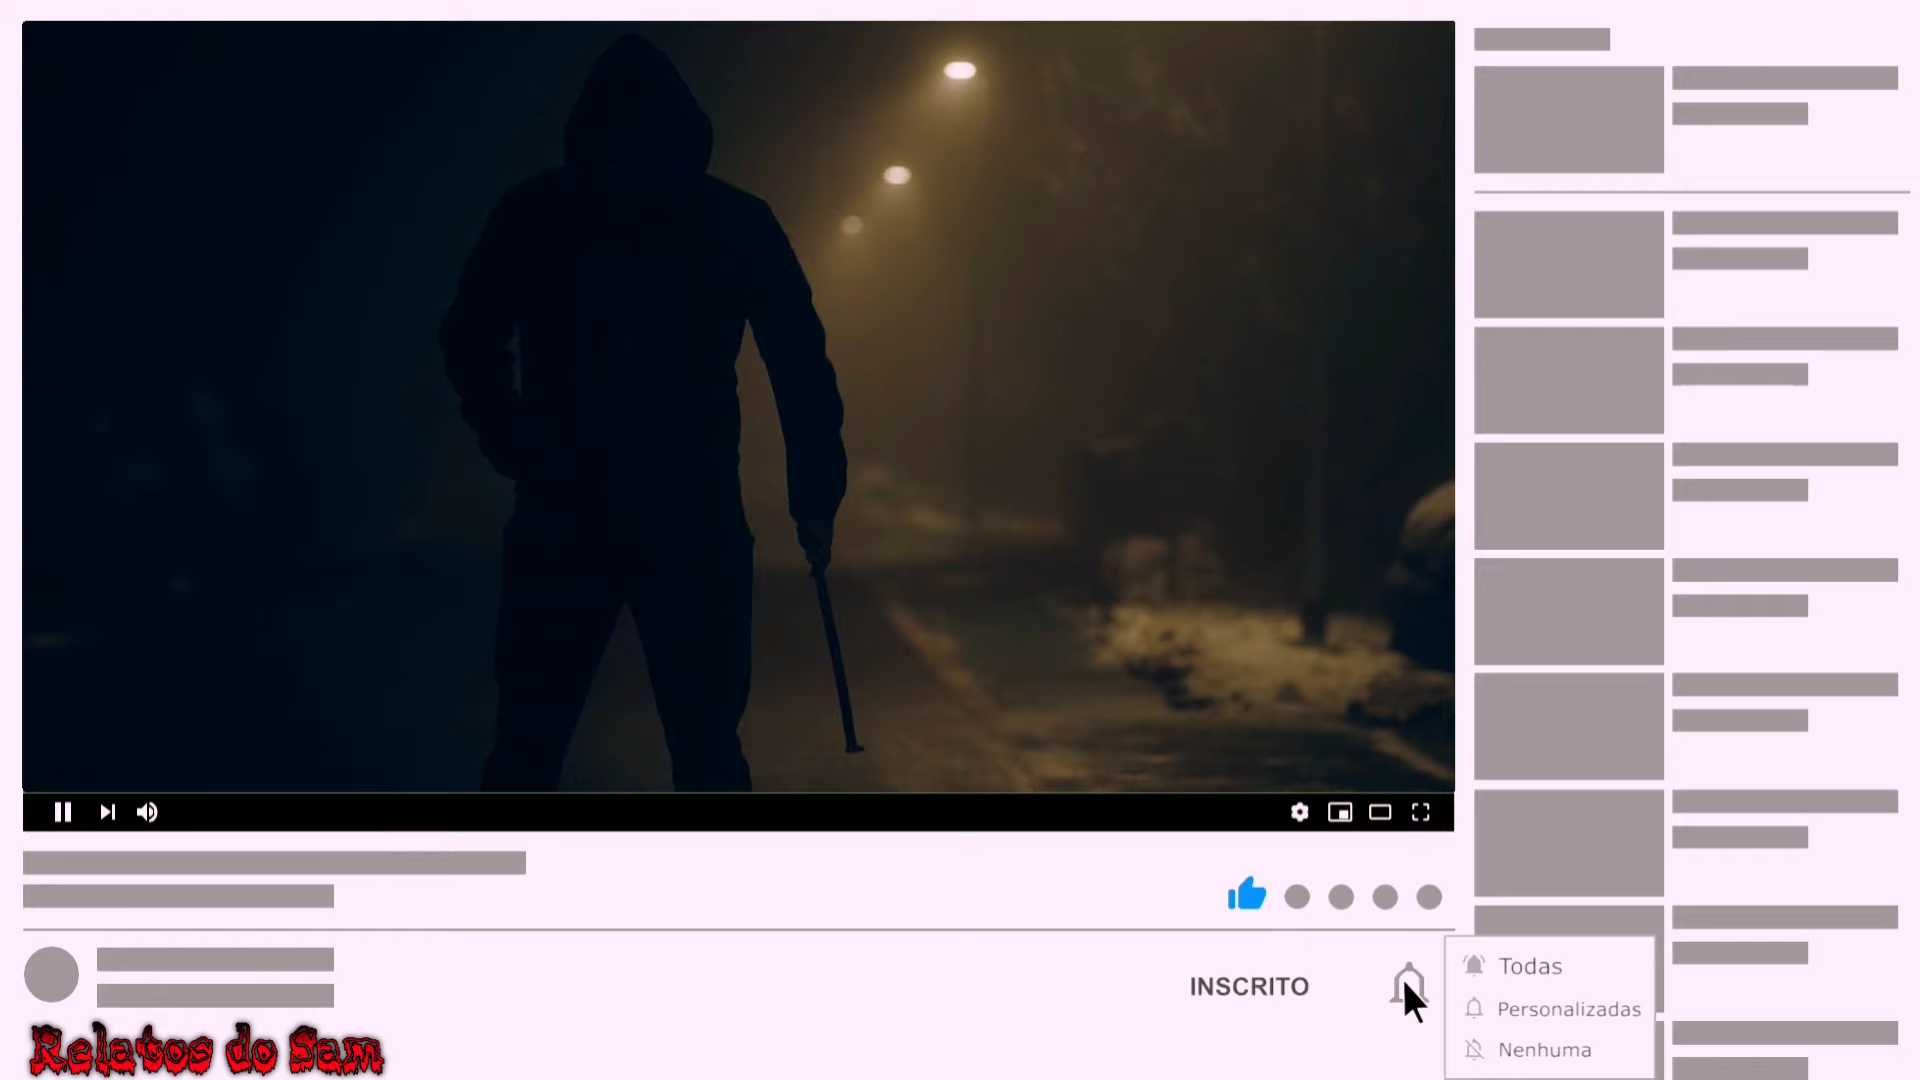 INSCRITO
Todas
Personalizadas
Nenhuma
Relatos do Sam